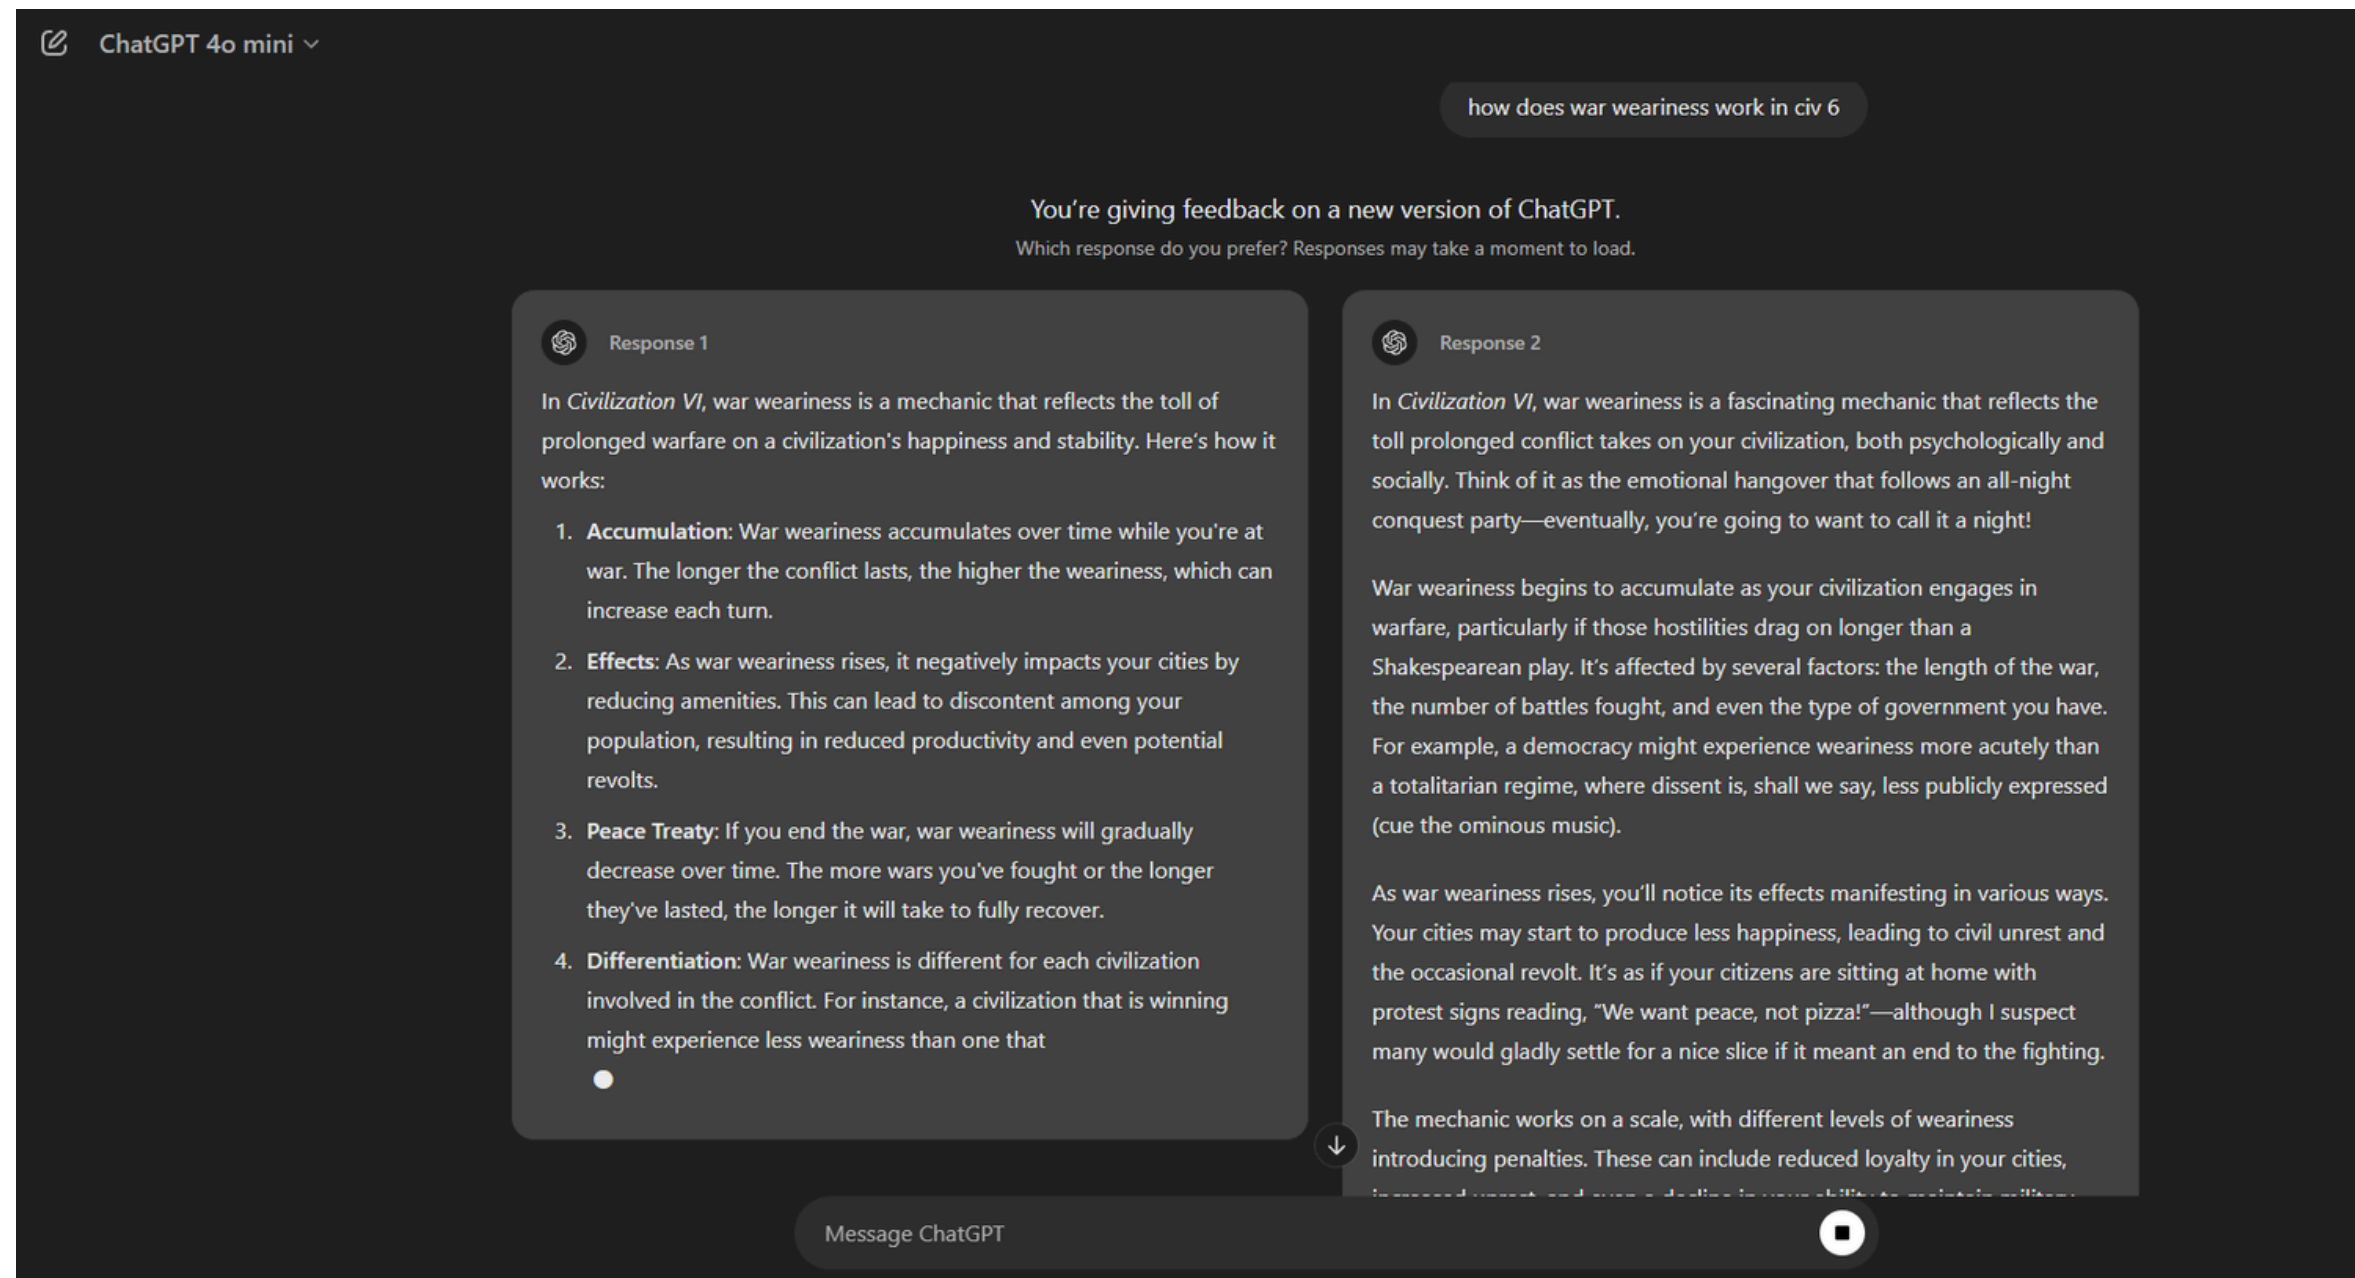 ChatGPT 4o mini
how does war weariness work in civ 6
You're giving feedback on a new version of ChatGPT.
Which response do you prefer? Responses may take a moment to load.
Response 1
In Civilization VI, war weariness is a mechanic that reflects the toll of
prolonged warfare on a civilization's happiness and stability. Here's how it
works:
1. Accumulation: War weariness accumulates over time while you're at
war. The longer the conflict lasts, the higher the weariness, which can
increase each turn.
2. Effects: As war weariness rises, it negatively impacts your cities by
reducing amenities. This can lead to discontent among your
population, resulting in reduced productivity and even potential
revolts.
3. Peace Treaty: If you end the war, war weariness will gradually
decrease over time. The more wars you've fought or the longer
they've lasted, the longer it will take to fully recover.
4. Differentiation: War weariness is different for each civilization
involved in the conflict. For instance, a civilization that is winning
might experience less weariness than one that
Response 2
In Civilization VI, war weariness is a fascinating mechanic that reflects the
toll prolonged conflict takes on your civilization, both psychologically and
socially. Think of it as the emotional hangover that follows an all-night
conquest party—eventually, you're going to want to call it a night!
War weariness begins to accumulate as your civilization engages in
warfare, particularly if those hostilities drag on longer than a
Shakespearean play. It's affected by several factors: the length of the war,
the number of battles fought, and even the type of government you have.
For example, a democracy might experience weariness more acutely than
a totalitarian regime, where dissent is, shall we say, less publicly expressed
(cue the ominous music).
As war weariness rises, you'll notice its effects manifesting in various ways.
Your cities may start to produce less happiness, leading to civil unrest and
the occasional revolt. It's as if your citizens are sitting at home with
protest signs reading, “We want peace, not pizza!”—although I suspect
many would gladly settle for a nice slice if it meant an end to the fighting.
The mechanic works on a scale, with different levels of weariness
introducing penalties. These can include reduced loyalty in your cities,
increased unrest, and even a decline in your ability to maintain military
Message ChatGPT